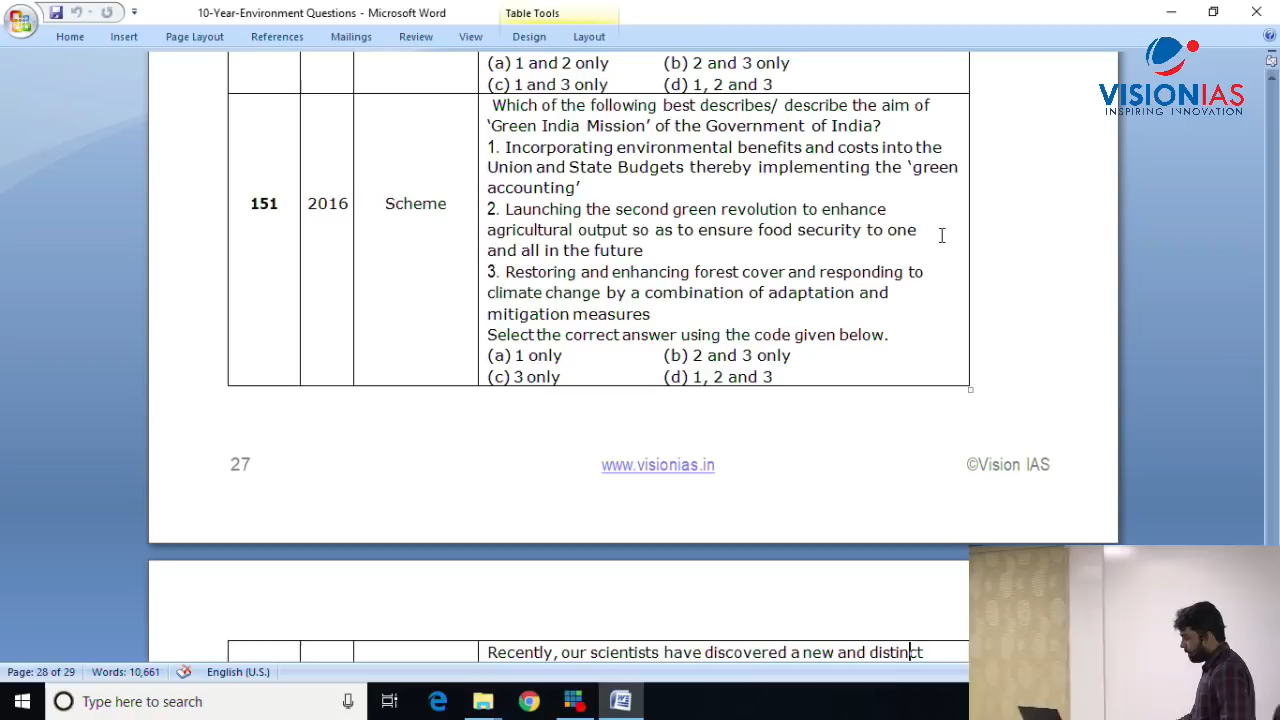 10-Year-Environment Questions - Microsoft Word
Table Tools
Home Insert Page Layout References Mailings Review View Design Layout
VISIONIAS
INSPIRING INNOVATION
(a) 1 and 2 only (b) 2 and 3 only
(c) 1 and 3 only (d) 1, 2 and 3
151 2016 Scheme
Which of the following best describes/ describe the aim of
‘Green India Mission’ of the Government of India?
1. Incorporating environmental benefits and costs into the
Union and State Budgets thereby implementing the ‘green
accounting’
2. Launching the second green revolution to enhance
agricultural output so as to ensure food security to one
and all in the future
3. Restoring and enhancing forest cover and responding to
climate change by a combination of adaptation and
mitigation measures
Select the correct answer using the code given below.
(a) 1 only (b) 2 and 3 only
(c) 3 only (d) 1, 2 and 3
27 www.visionias.in ©Vision IAS
Recently, our scientists have discovered a new and distinct
Page: 28 of 29 Words: 10,661 English (U.S.)
Type here to search